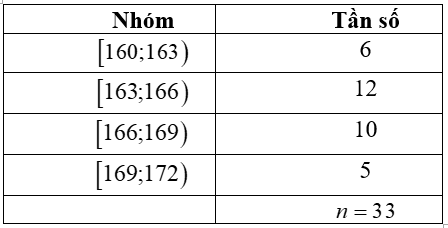 Nhóm Tần số
[160;163) 6
[163;166) 12
[166;169) 10
[169;172) 5
n = 33